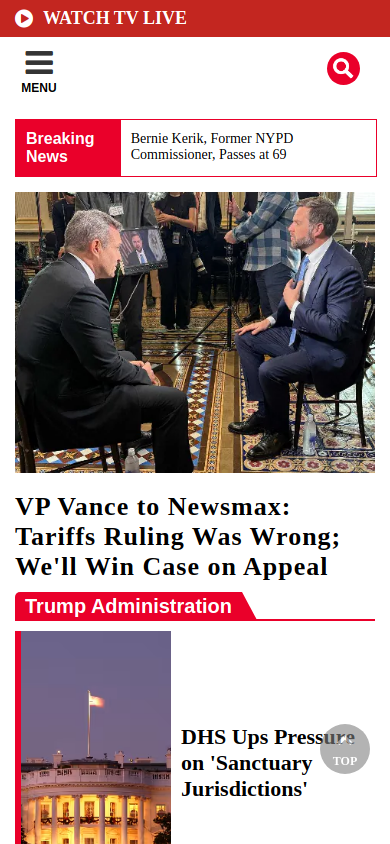 WATCH TV LIVE
MENU
Breaking
News
Bernie Kerik, Former NYPD
Commissioner, Passes at 69
VP Vance to Newsmax:
Tariffs Ruling Was Wrong;
We'll Win Case on Appeal
Trump Administration
DHS Ups Pressure
on 'Sanctuary
Jurisdictions'
TOP